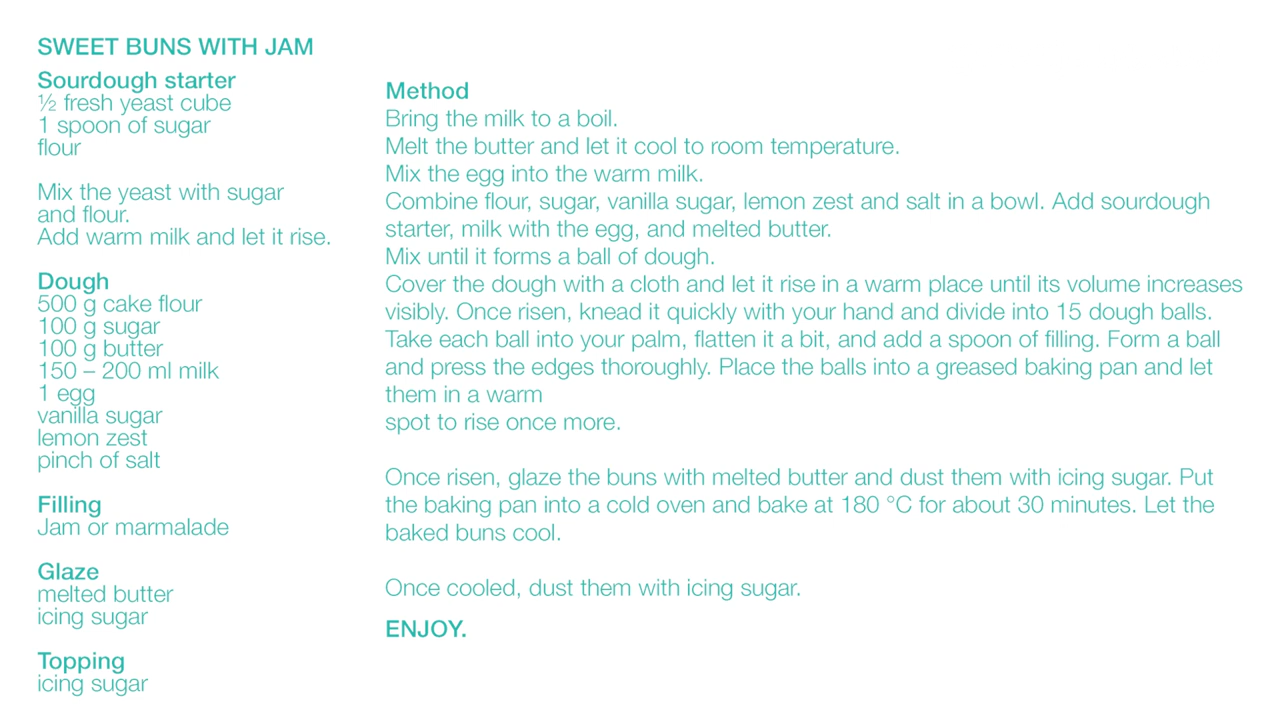 SWEET BUNS WITH JAM
Sourdough starter
½ fresh yeast cube
1 spoon of sugar
flour
Mix the yeast with sugar
and flour.
Add warm milk and let it rise.
Dough
500 g cake flour
100 g sugar
100 g butter
150 – 200 ml milk
1 egg
vanilla sugar
lemon zest
pinch of salt
Filling
Jam or marmalade
Glaze
melted butter
icing sugar
Topping
icing sugar
Method
Bring the milk to a boil.
Melt the butter and let it cool to room temperature.
Mix the egg into the warm milk.
Combine flour, sugar, vanilla sugar, lemon zest and salt in a bowl. Add sourdough
starter, milk with the egg, and melted butter.
Mix until it forms a ball of dough.
Cover the dough with a cloth and let it rise in a warm place until its volume increases
visibly. Once risen, knead it quickly with your hand and divide into 15 dough balls.
Take each ball into your palm, flatten it a bit, and add a spoon of filling. Form a ball
and press the edges thoroughly. Place the balls into a greased baking pan and let
them in a warm
spot to rise once more.
Once risen, glaze the buns with melted butter and dust them with icing sugar. Put
the baking pan into a cold oven and bake at 180 °C for about 30 minutes. Let the
baked buns cool.
Once cooled, dust them with icing sugar.
ENJOY.